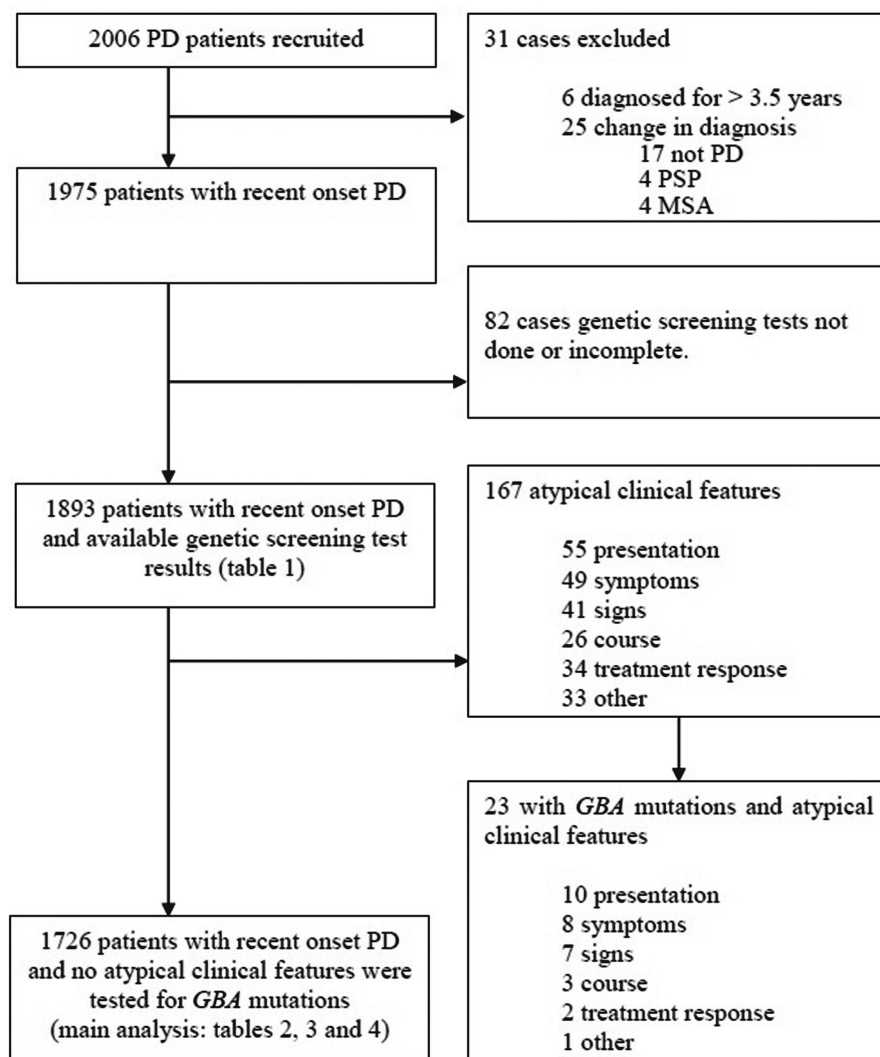 2006 PD patients recruited
31 cases excluded
6 diagnosed for > 3.5 years
25 change in diagnosis
17 not PD
4 PSP
4 MSA
1975 patients with recent onset PD
82 cases genetic screening tests not
done or incomplete.
1893 patients with recent onset PD
and available genetic screening test
results (table 1)
167 atypical clinical features
55 presentation
49 symptoms
41 signs
26 course
34 treatment response
33 other
23 with GBA mutations and atypical
clinical features
10 presentation
8 symptoms
7 signs
3 course
2 treatment response
1 other
1726 patients with recent onset PD
and no atypical clinical features were
tested for GBA mutations
(main analysis: tables 2, 3 and 4)